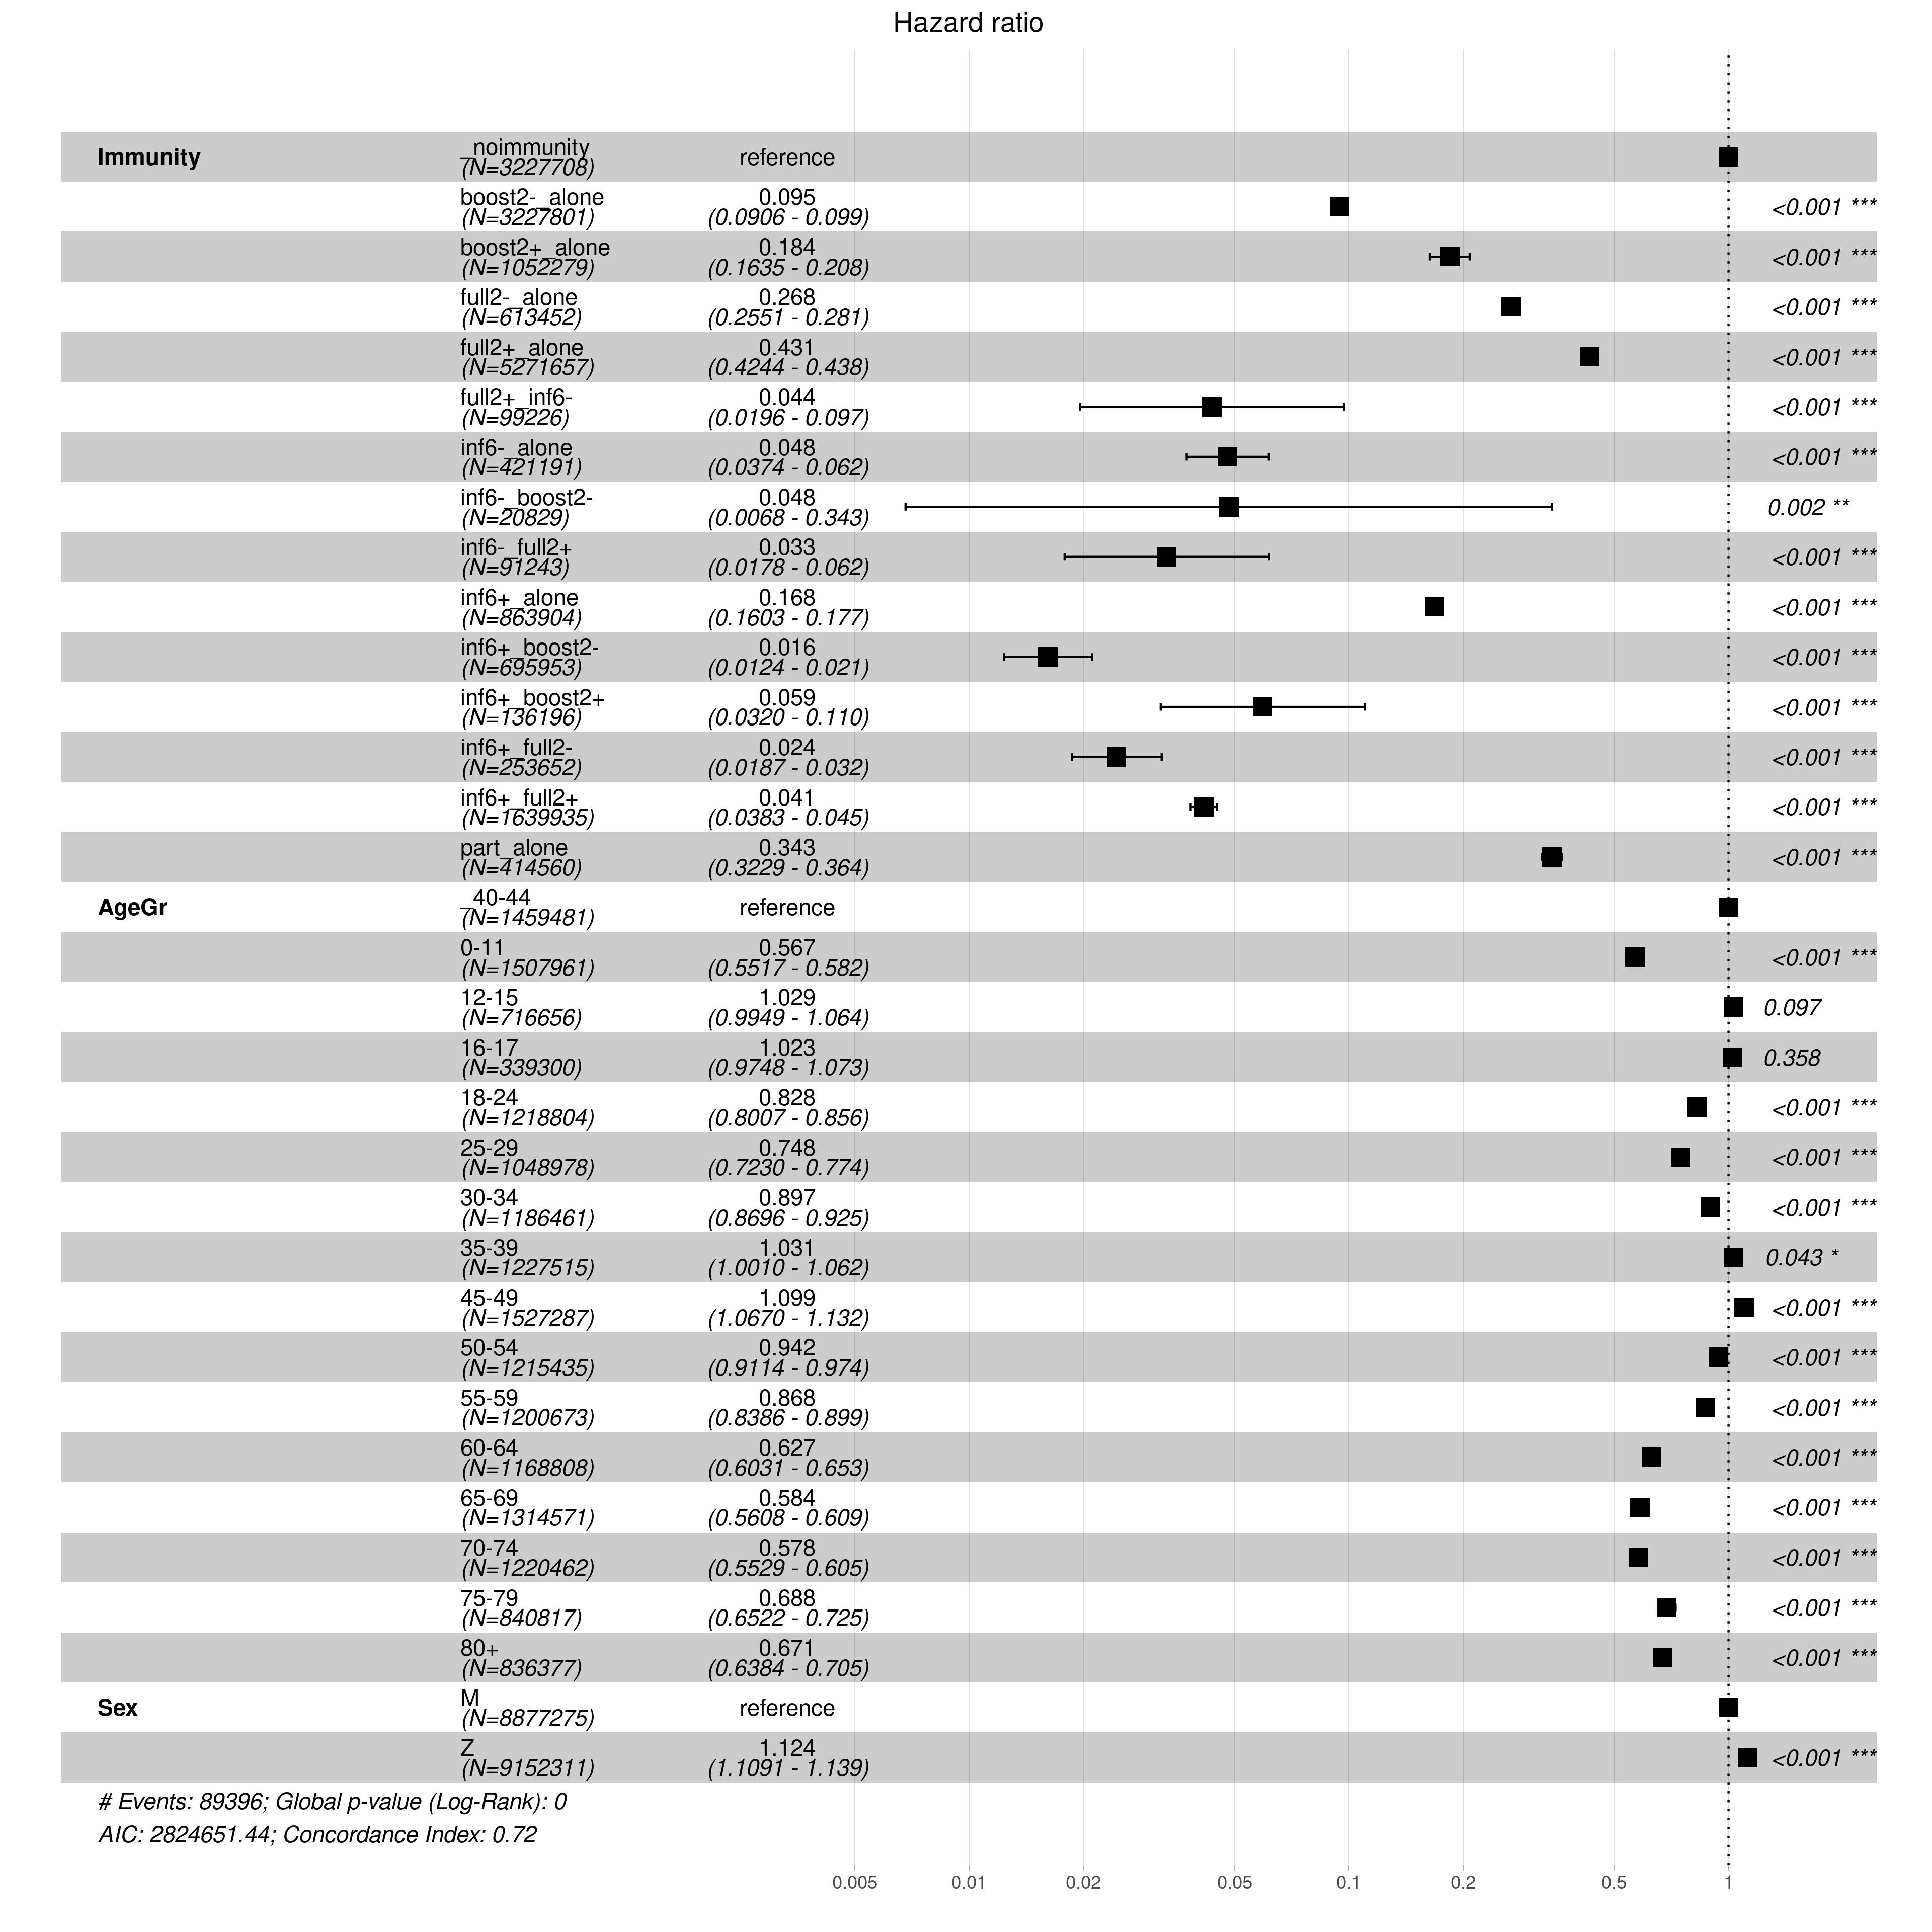 Hazard ratio
Immunity _noimmunity reference
(N=3227708)
boost2-_alone 0.095 <0.001 ***
(N=3227801) (0.0906 - 0.099)
boost2+_alone 0.184 <0.001 ***
(N=1052279) (0.1635 - 0.208)
full2-_alone 0.268 <0.001 ***
(N=613452) (0.2551 - 0.281)
full2+_alone 0.431 <0.001 ***
(N=5271657) (0.4244 - 0.438)
full2+_inf6- 0.044 <0.001 ***
(N=99226) (0.0196 - 0.097)
inf6-_alone 0.048 <0.001 ***
(N=421191) (0.0374 - 0.062)
inf6-_boost2- 0.048 0.002 **
(N=20829) (0.0068 - 0.343)
inf6-_full2+ 0.033 <0.001 ***
(N=91243) (0.0178 - 0.062)
inf6+_alone 0.168 <0.001 ***
(N=863904) (0.1603 - 0.177)
inf6+_boost2- 0.016 <0.001 ***
(N=695953) (0.0124 - 0.021)
inf6+_boost2+ 0.059 <0.001 ***
(N=136196) (0.0320 - 0.110)
inf6+_full2- 0.024 <0.001 ***
(N=253652) (0.0187 - 0.032)
inf6+_full2+ 0.041 <0.001 ***
(N=1639935) (0.0383 - 0.045)
part_alone 0.343 <0.001 ***
(N=414560) (0.3229 - 0.364)
AgeGr _40-44 reference
(N=1459481)
0-11 0.567 <0.001 ***
(N=1507961) (0.5517 - 0.582)
12-15 1.029 0.097
(N=716656) (0.9949 - 1.064)
16-17 1.023 0.358
(N=339300) (0.9748 - 1.073)
18-24 0.828 <0.001 ***
(N=1218804) (0.8007 - 0.856)
25-29 0.748 <0.001 ***
(N=1048978) (0.7230 - 0.774)
30-34 0.897 <0.001 ***
(N=1186461) (0.8696 - 0.925)
35-39 1.031 0.043 *
(N=1227515) (1.0010 - 1.062)
45-49 1.099 <0.001 ***
(N=1527287) (1.0670 - 1.132)
50-54 0.942 <0.001 ***
(N=1215435) (0.9114 - 0.974)
55-59 0.868 <0.001 ***
(N=1200673) (0.8386 - 0.899)
60-64 0.627 <0.001 ***
(N=1168808) (0.6031 - 0.653)
65-69 0.584 <0.001 ***
(N=1314571) (0.5608 - 0.609)
70-74 0.578 <0.001 ***
(N=1220462) (0.5529 - 0.605)
75-79 0.688 <0.001 ***
(N=840817) (0.6522 - 0.725)
80+ 0.671 <0.001 ***
(N=836377) (0.6384 - 0.705)
Sex M reference
(N=8877275)
Z 1.124 <0.001 ***
(N=9152311) (1.1091 - 1.139)
# Events: 89396; Global p-value (Log-Rank): 0
AIC: 2824651.44; Concordance Index: 0.72
0.005 0.01 0.02 0.05 0.1 0.2 0.5 1